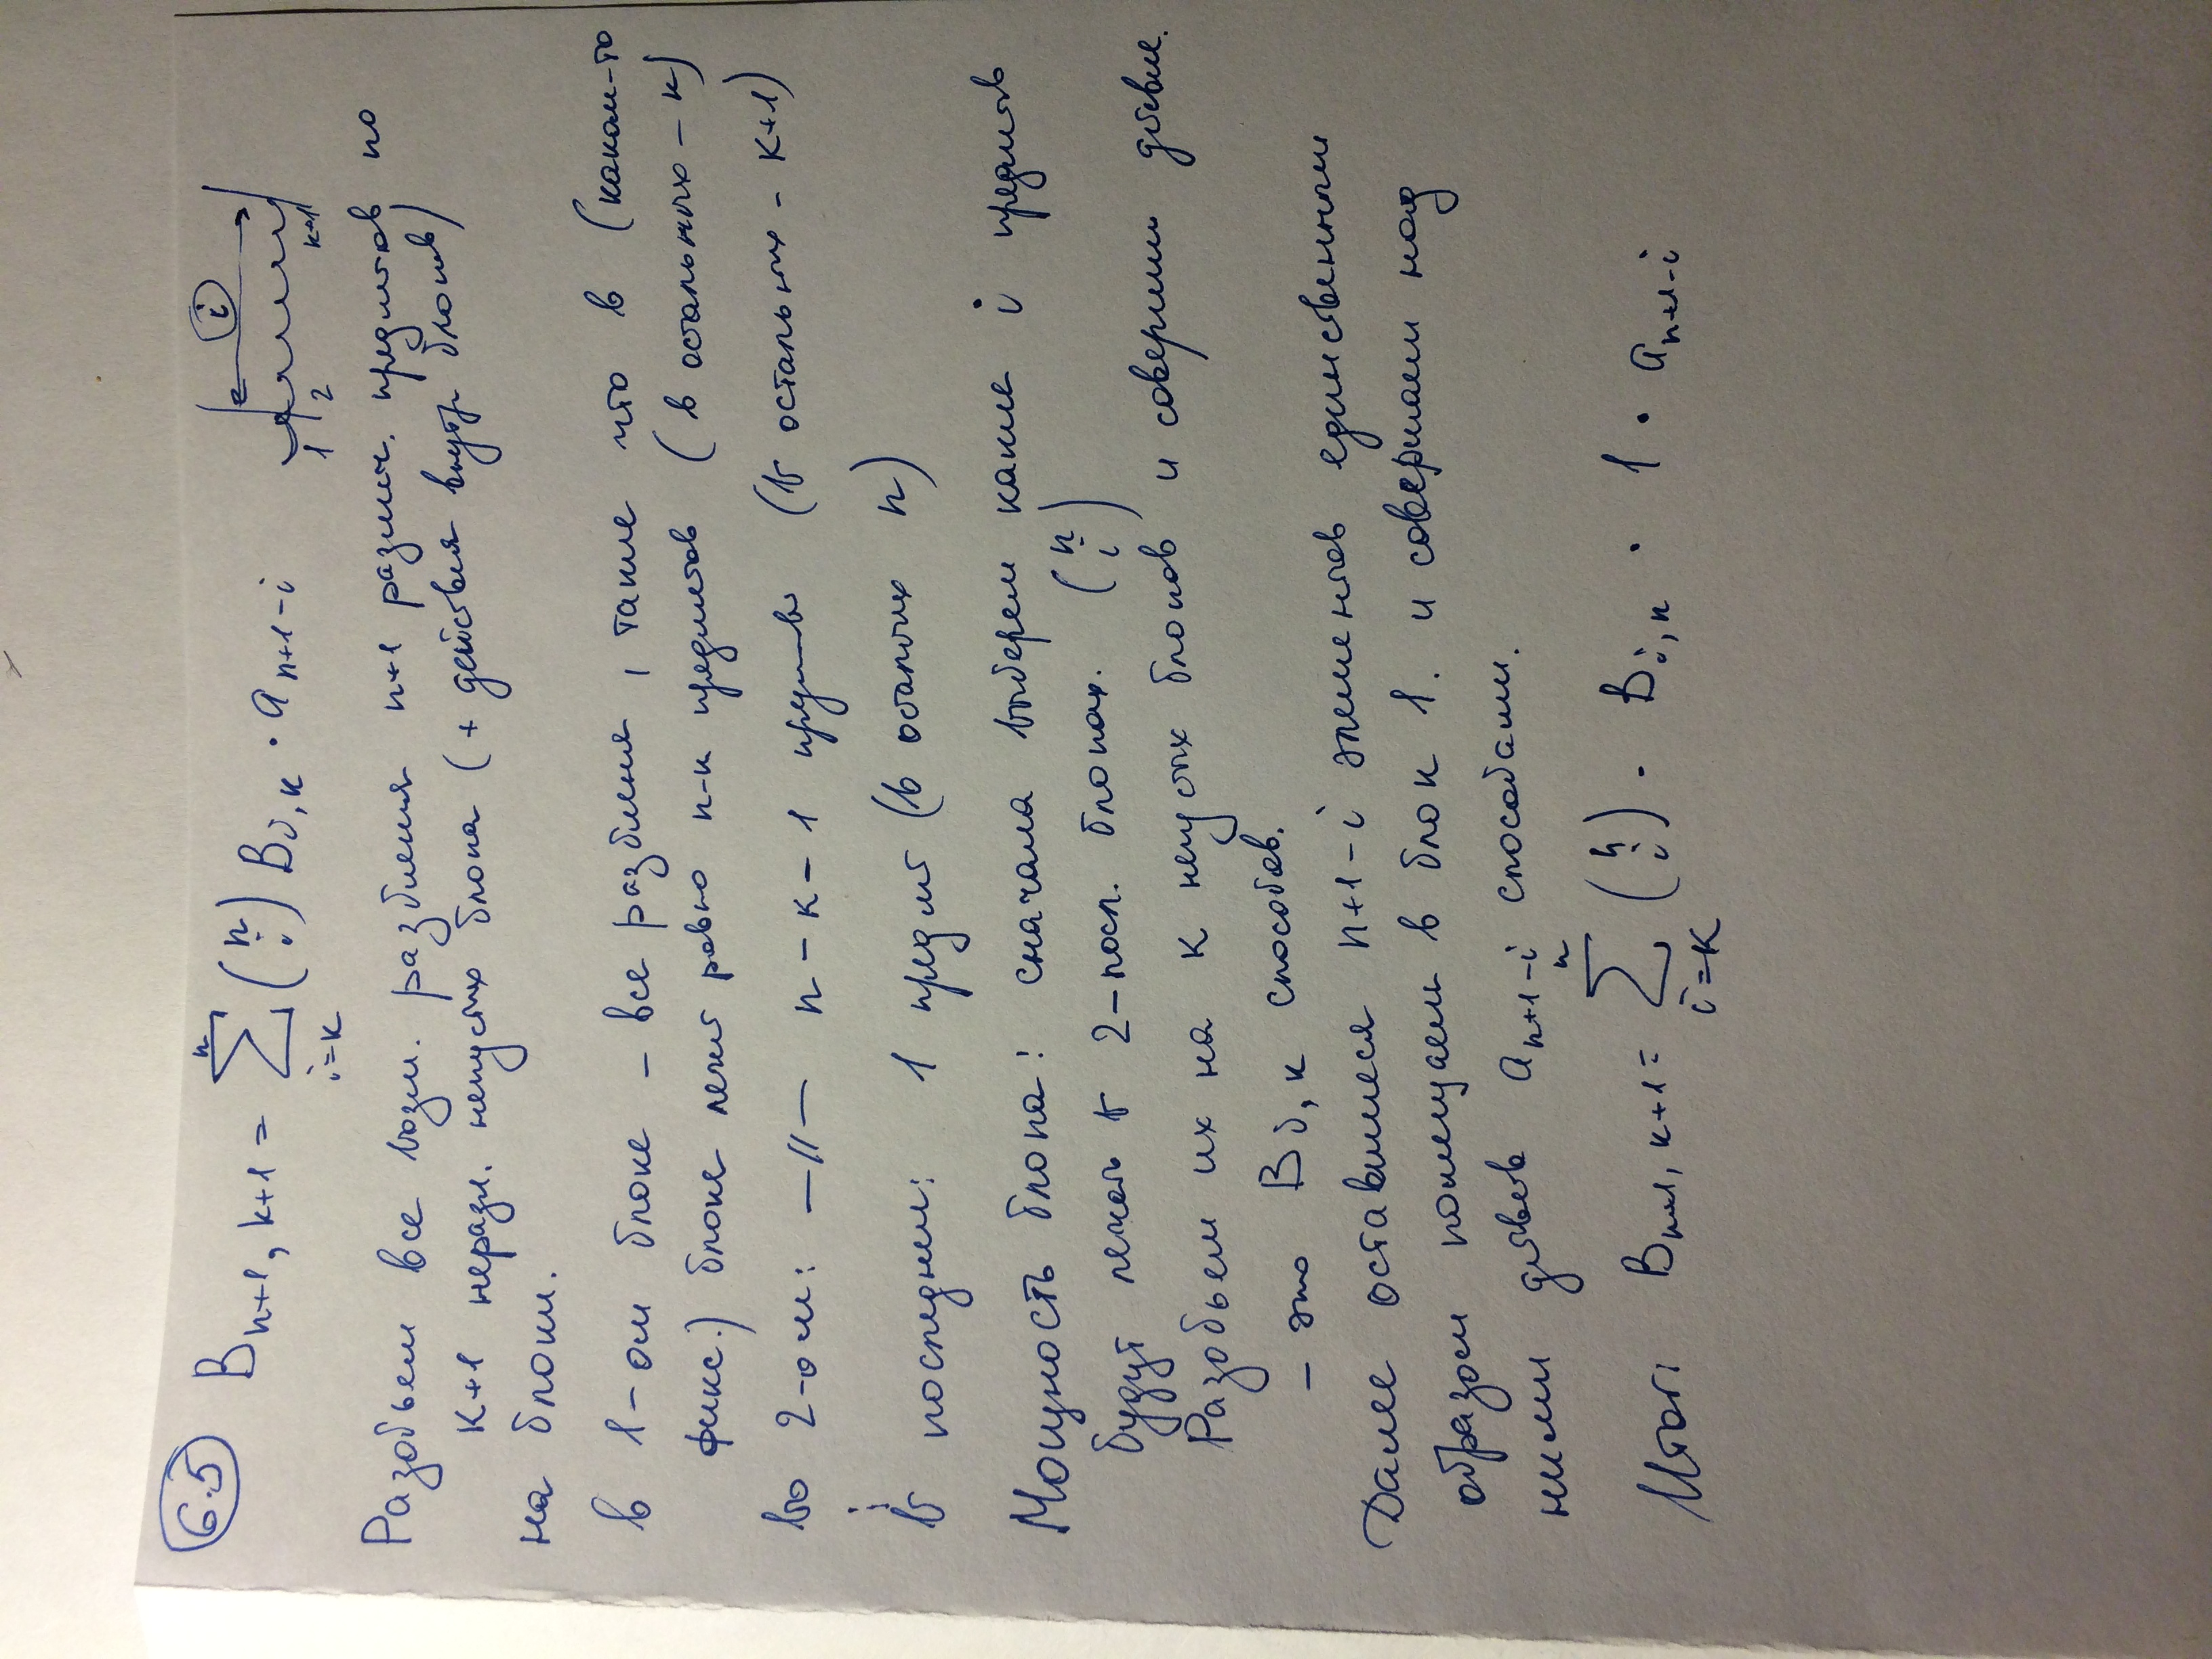 6.5 B_{n+1, k+1} = \sum_{i=k}^{n} \binom{n}{i} B_{i,k} \cdot a_{n+1-i}
i
1 2 k+1
Разобьем все возм. разбиения n+1 различ. предметов по
k+1 неразл. непустых блока (+ действия внутр блоков)
на блоки.
В 1-ом блоке – все разбиения, такие что в (каком-то
фикс.) блоке лежит ровно n-k предметов (в остальных – k)
Во 2-ом: —//— n-k-1 предметов (в остальных – k+1)
⋮
В последнем: 1 предмет (в остальных n)
Мощность блока: сначала выберем какие i предметов
будут лежать в 2-посл. блоках. \binom{n}{i}
Разобьем их на k непустых блоков и совершим действие.
– это B_{i,k} способов.
Далее оставшиеся n+1-i элементов единственным
образом помещаем в блок 1. и совершаем над
ними действ a_{n+1-i} способами.
Итог: B_{n+1, k+1} = \sum_{i=k}^{n} \binom{n}{i} \cdot B_{i,k} \cdot 1 \cdot a_{n+1-i}